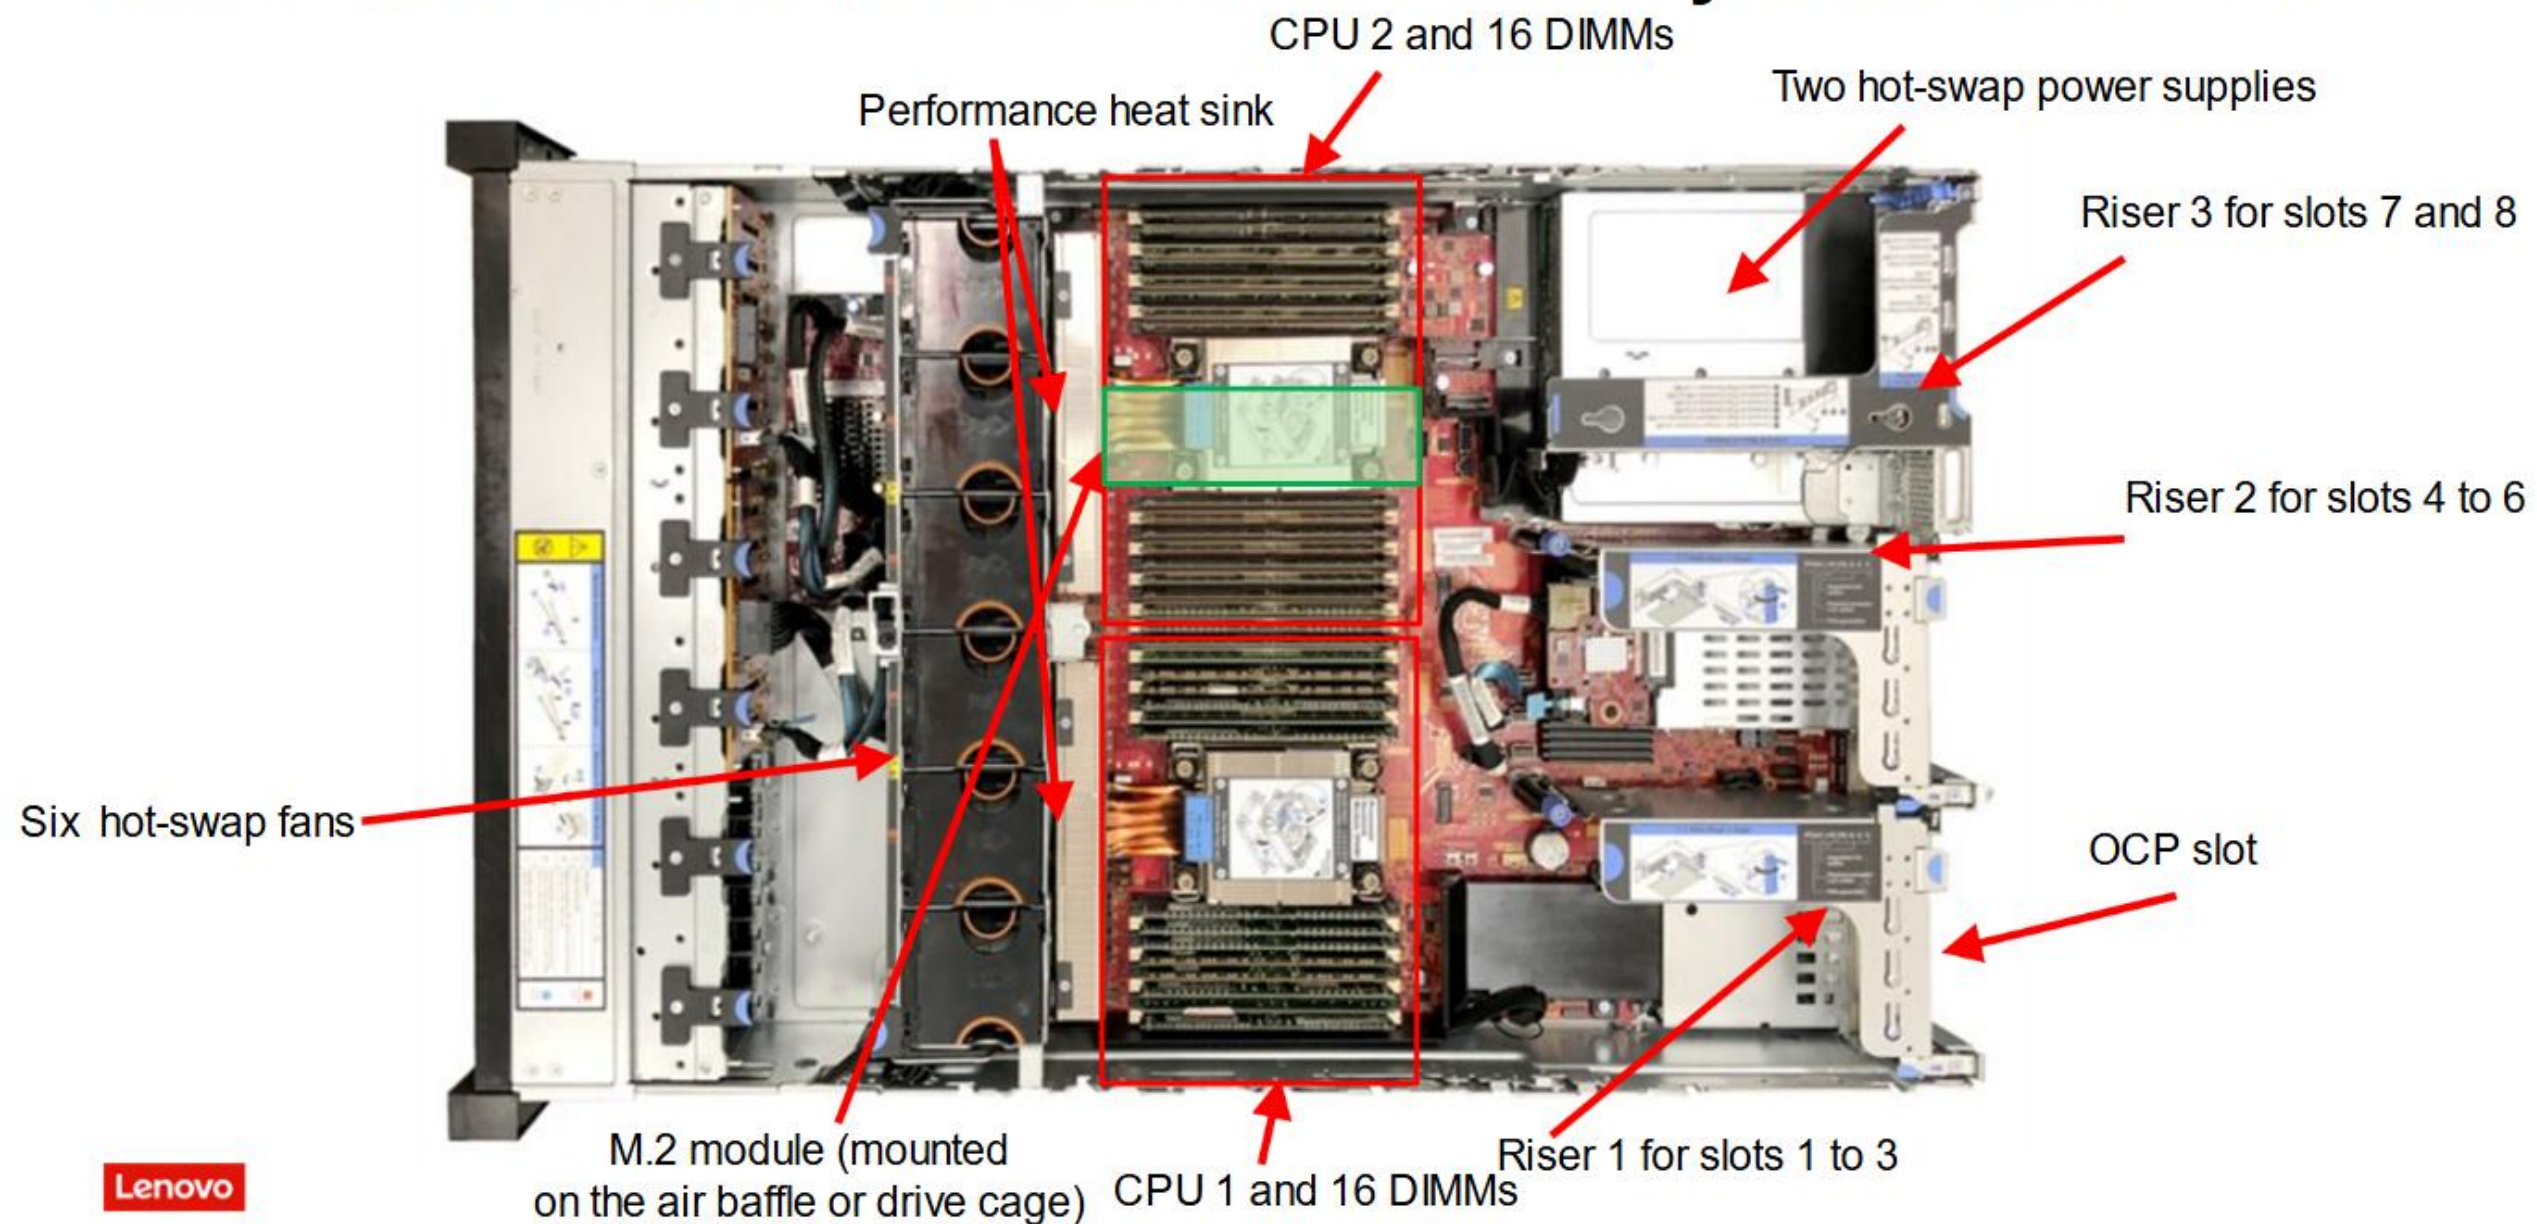 CPU 2 and 16 DIMMs
Two hot-swap power supplies
Performance heat sink
Riser 3 for slots 7 and 8
Riser 2 for slots 4 to 6
Six hot-swap fans
OCP slot
M.2 module (mounted
on the air baffle or drive cage)
CPU 1 and 16 DIMMs
Riser 1 for slots 1 to 3
Lenovo